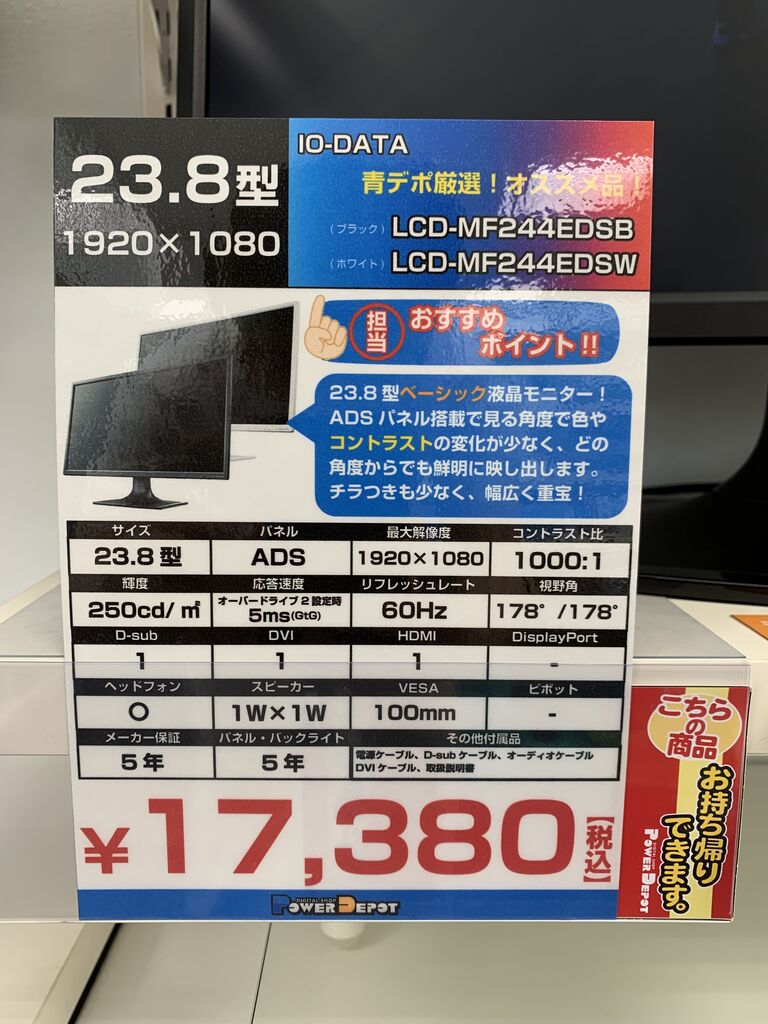 23.8型
1920×1080
IO-DATA
青デポ厳選！オススメ品！
(ブラック) LCD-MF244EDSB
(ホワイト) LCD-MF244EDSW
担当 おすすめ
ポイント!!
23.8型ベーシック液晶モニター！
ADSパネル搭載で見る角度で色や
コントラストの変化が少なく、どの
角度からでも鮮明に映し出します。
チラつきも少なく、幅広く重宝！
サイズ パネル 最大解像度 コントラスト比
23.8型 ADS 1920×1080 1000:1
輝度 応答速度 リフレッシュレート 視野角
250cd/㎡ オーバードライブ2設定時 5ms(GtG) 60Hz 178°/178°
D-sub DVI HDMI DisplayPort
1 1 1 -
ヘッドフォン スピーカー VESA ピボット
○ 1W×1W 100mm -
メーカー保証 パネル・バックライト その他付属品
5年 5年 電源ケーブル、D-subケーブル、オーディオケーブル
DVIケーブル、取扱説明書
¥17,380【税込】
DIGITAL SHOP
POWER DEPOT
こちら
の商品
お持ち帰り
できます。
DIGITAL SHOP
POWER DEPOT